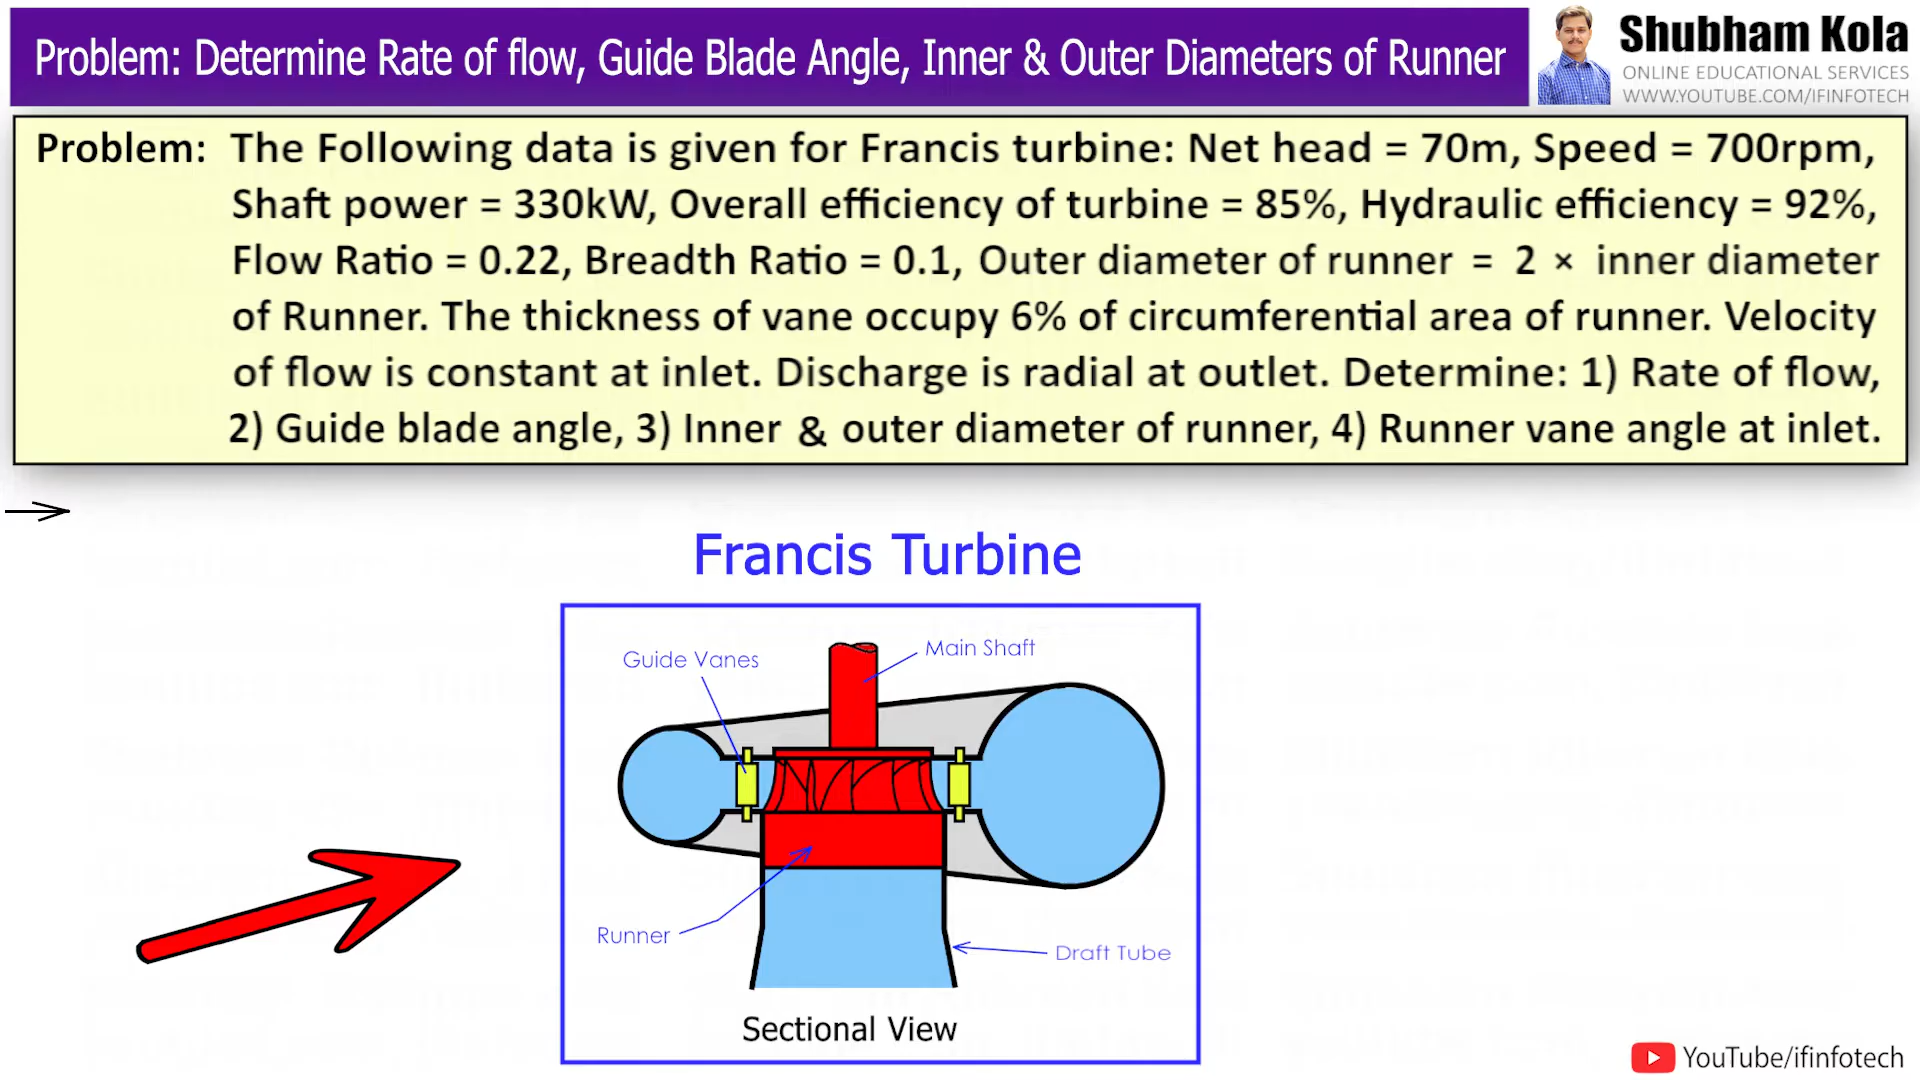 Problem: Determine Rate of flow, Guide Blade Angle, Inner & Outer Diameters of Runner
Shubham Kola
ONLINE EDUCATIONAL SERVICES
WWW.YOUTUBE.COM/IFINFOTECH
Problem: The Following data is given for Francis turbine: Net head = 70m, Speed = 700rpm,
Shaft power = 330kW, Overall efficiency of turbine = 85%, Hydraulic efficiency = 92%,
Flow Ratio = 0.22, Breadth Ratio = 0.1, Outer diameter of runner = 2 × inner diameter
of Runner. The thickness of vane occupy 6% of circumferential area of runner. Velocity
of flow is constant at inlet. Discharge is radial at outlet. Determine: 1) Rate of flow,
2) Guide blade angle, 3) Inner & outer diameter of runner, 4) Runner vane angle at inlet.
Francis Turbine
Guide Vanes
Main Shaft
Runner
Draft Tube
Sectional View
YouTube/ifinfotech